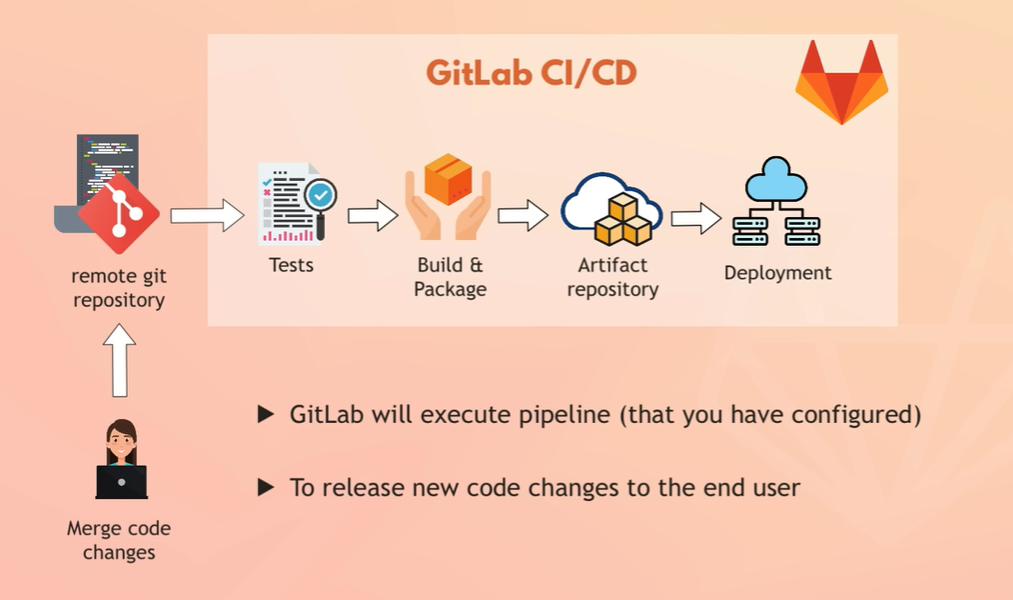 GitLab CI/CD
remote git
repository
Tests
Build &
Package
Artifact
repository
Deployment
Merge code
changes
► GitLab will execute pipeline (that you have configured)
► To release new code changes to the end user